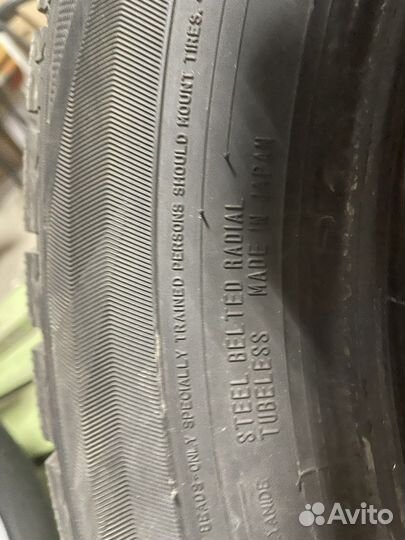 BEADS-ONLY SPECIALLY TRAINED PERSONS SHOULD MOUNT TIRES.
STEEL BELTED RADIAL
TUBELESS MADE IN JAPAN
Avito